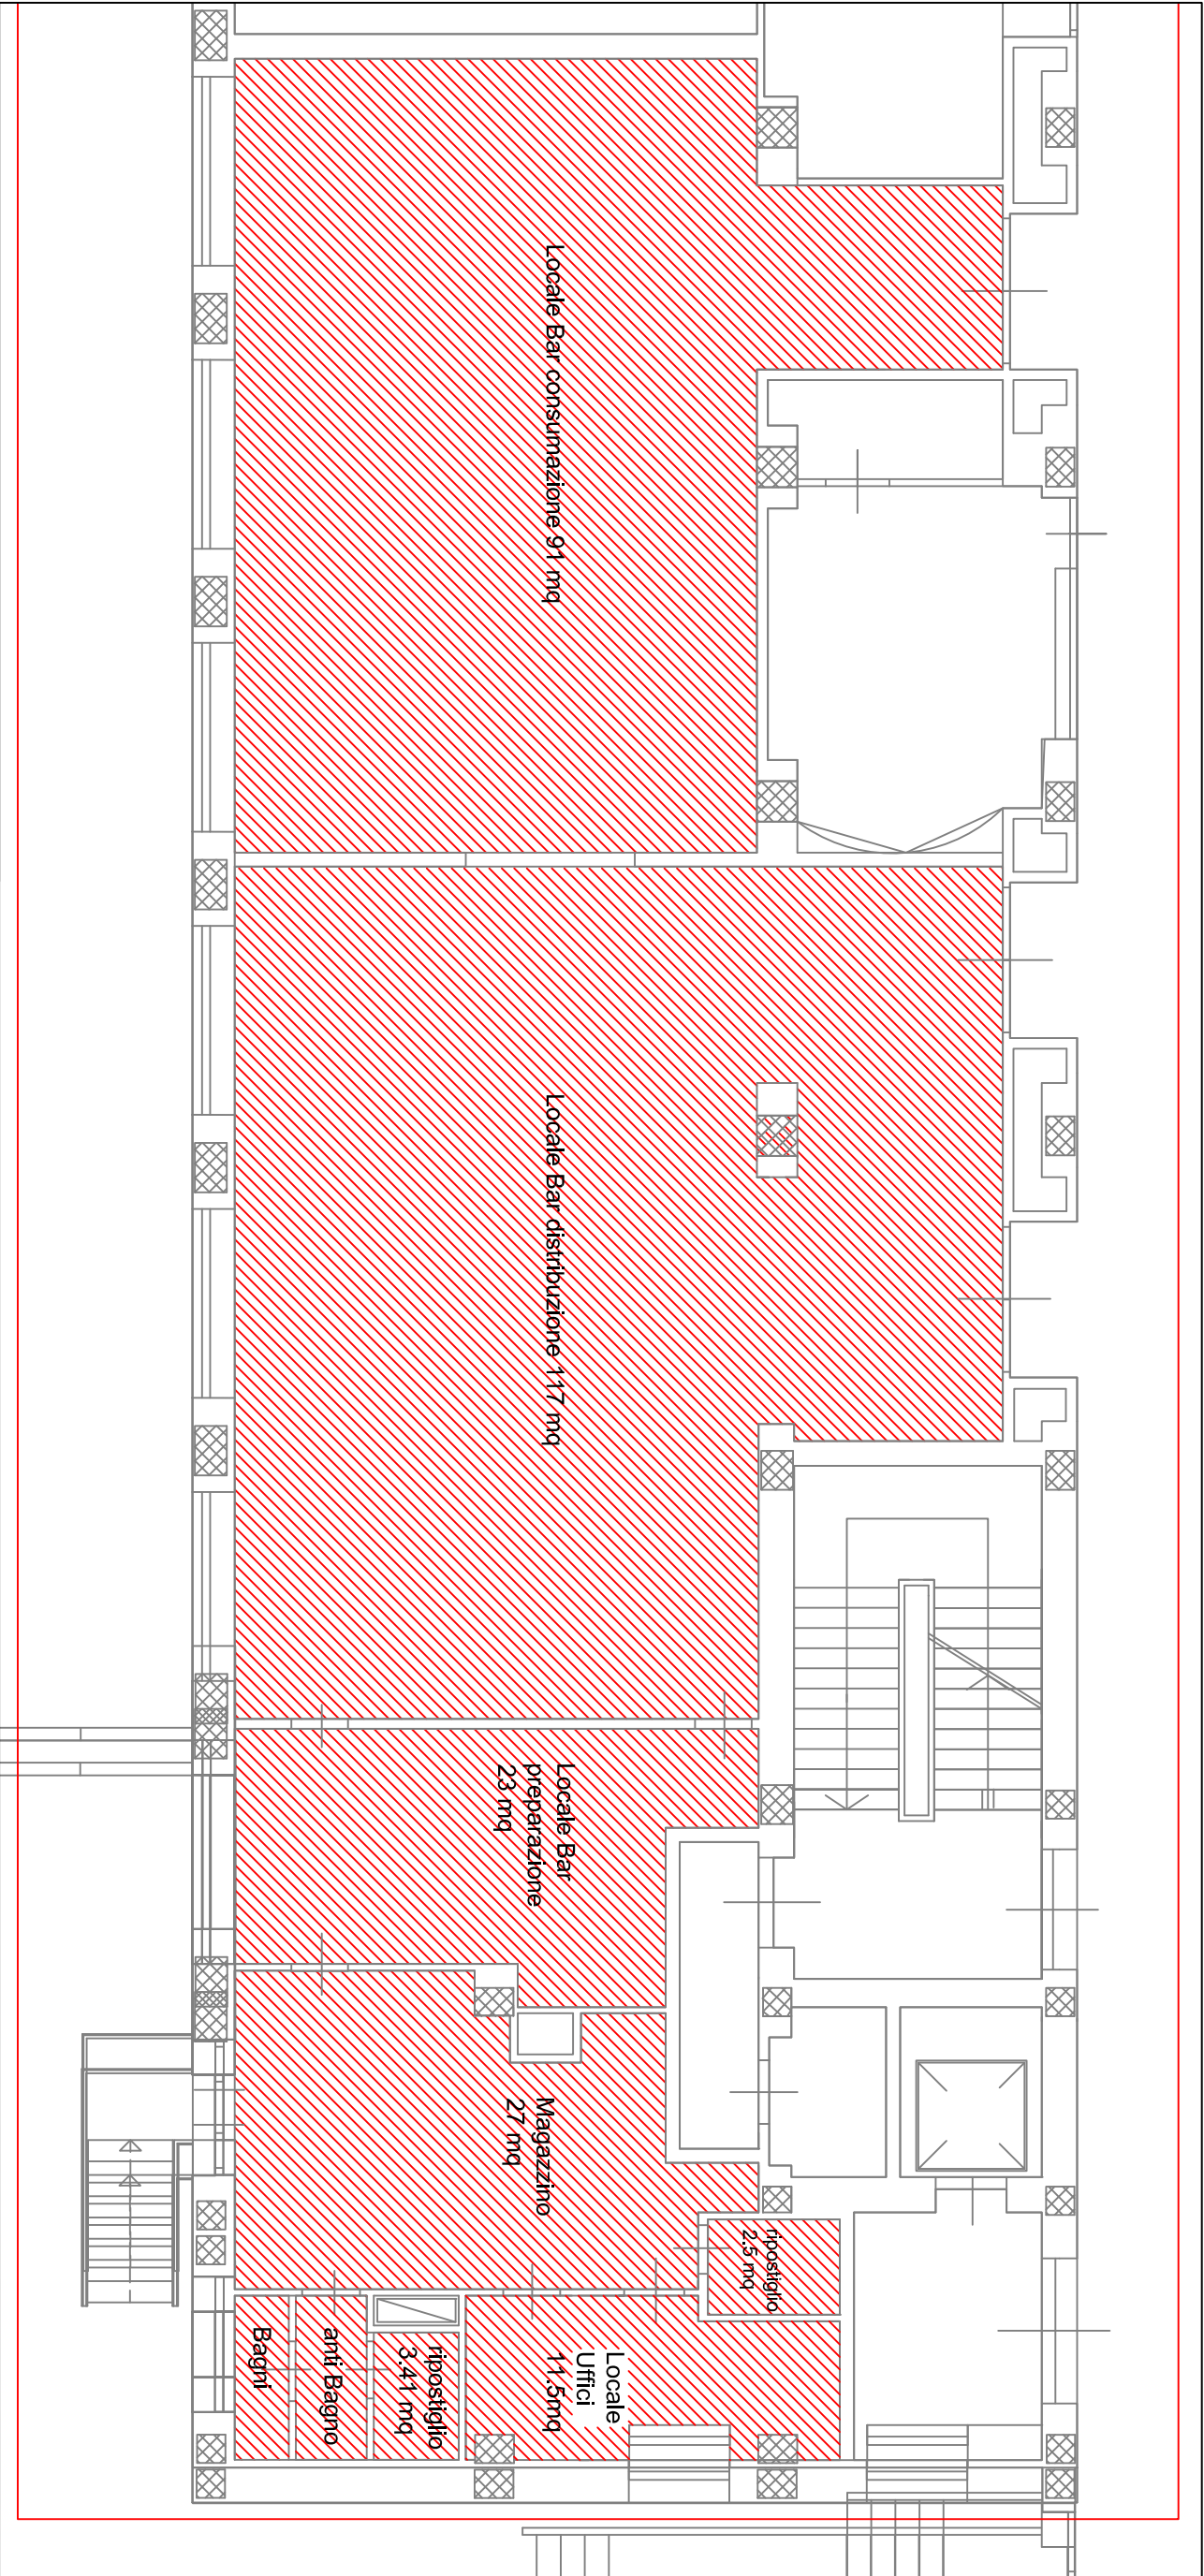 Locale Bar consumazione 91 mq
Locale Bar distribuzione 117 mq
Locale Bar
preparazione
23 mq
Magazzino
27 mq
ripostiglio
2.5 mq
Locale
Uffici
11.5mq
ripostiglio
3.41 mq
anti Bagno
Bagni